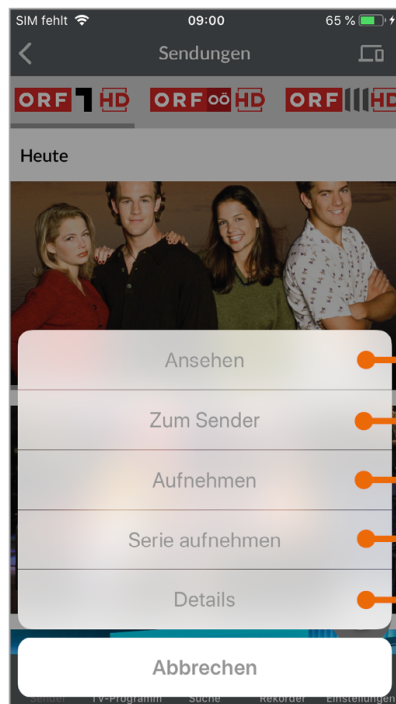 SIM fehlt 09:00 65 %
Sendungen
ORF 1 HD ORF oö HD ORF III HD
Heute
Ansehen
Zum Sender
Aufnehmen
Serie aufnehmen
Details
Abbrechen
Sender TV-Programm Suche Rekorder Einstellungen